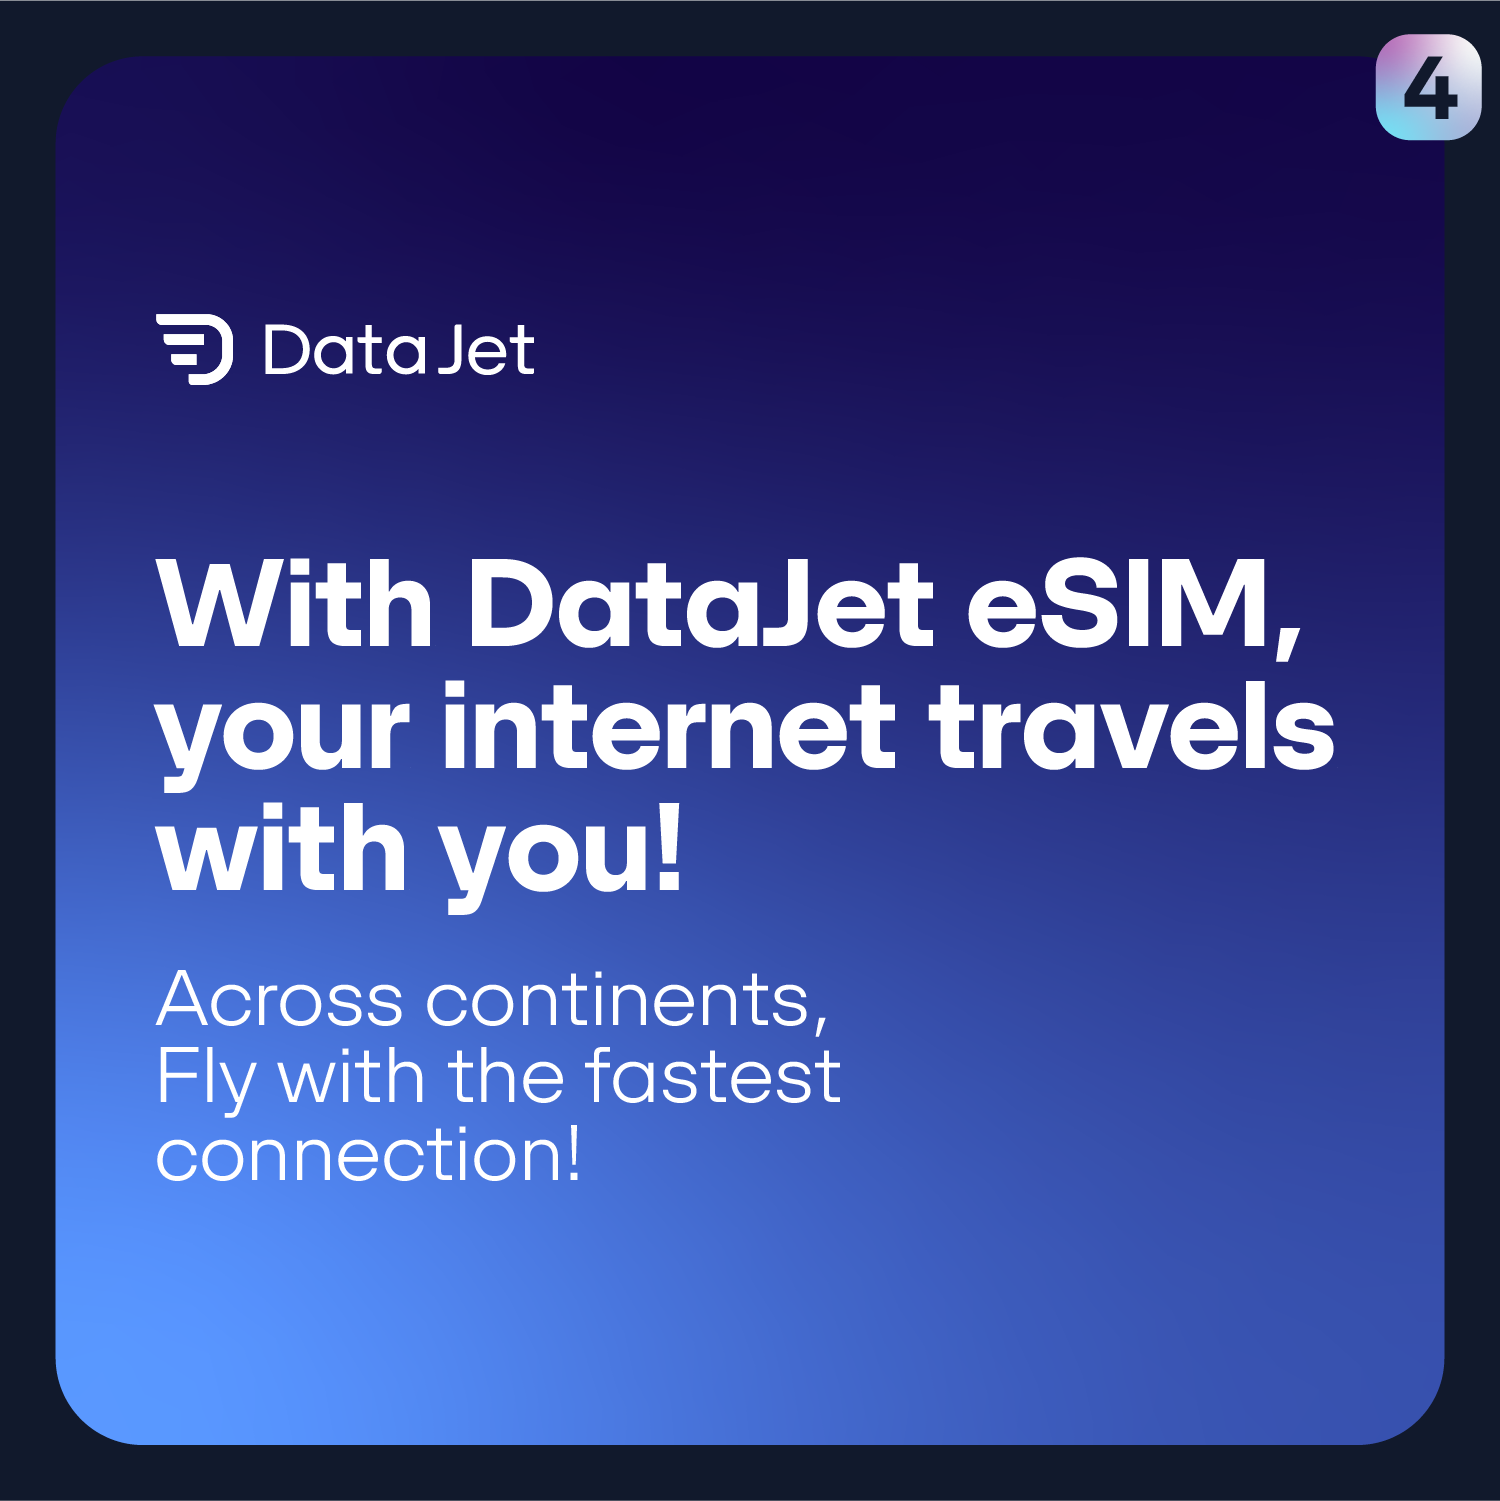 4
Data Jet
With DataJet eSIM,
your internet travels
with you!
Across continents,
Fly with the fastest
connection!